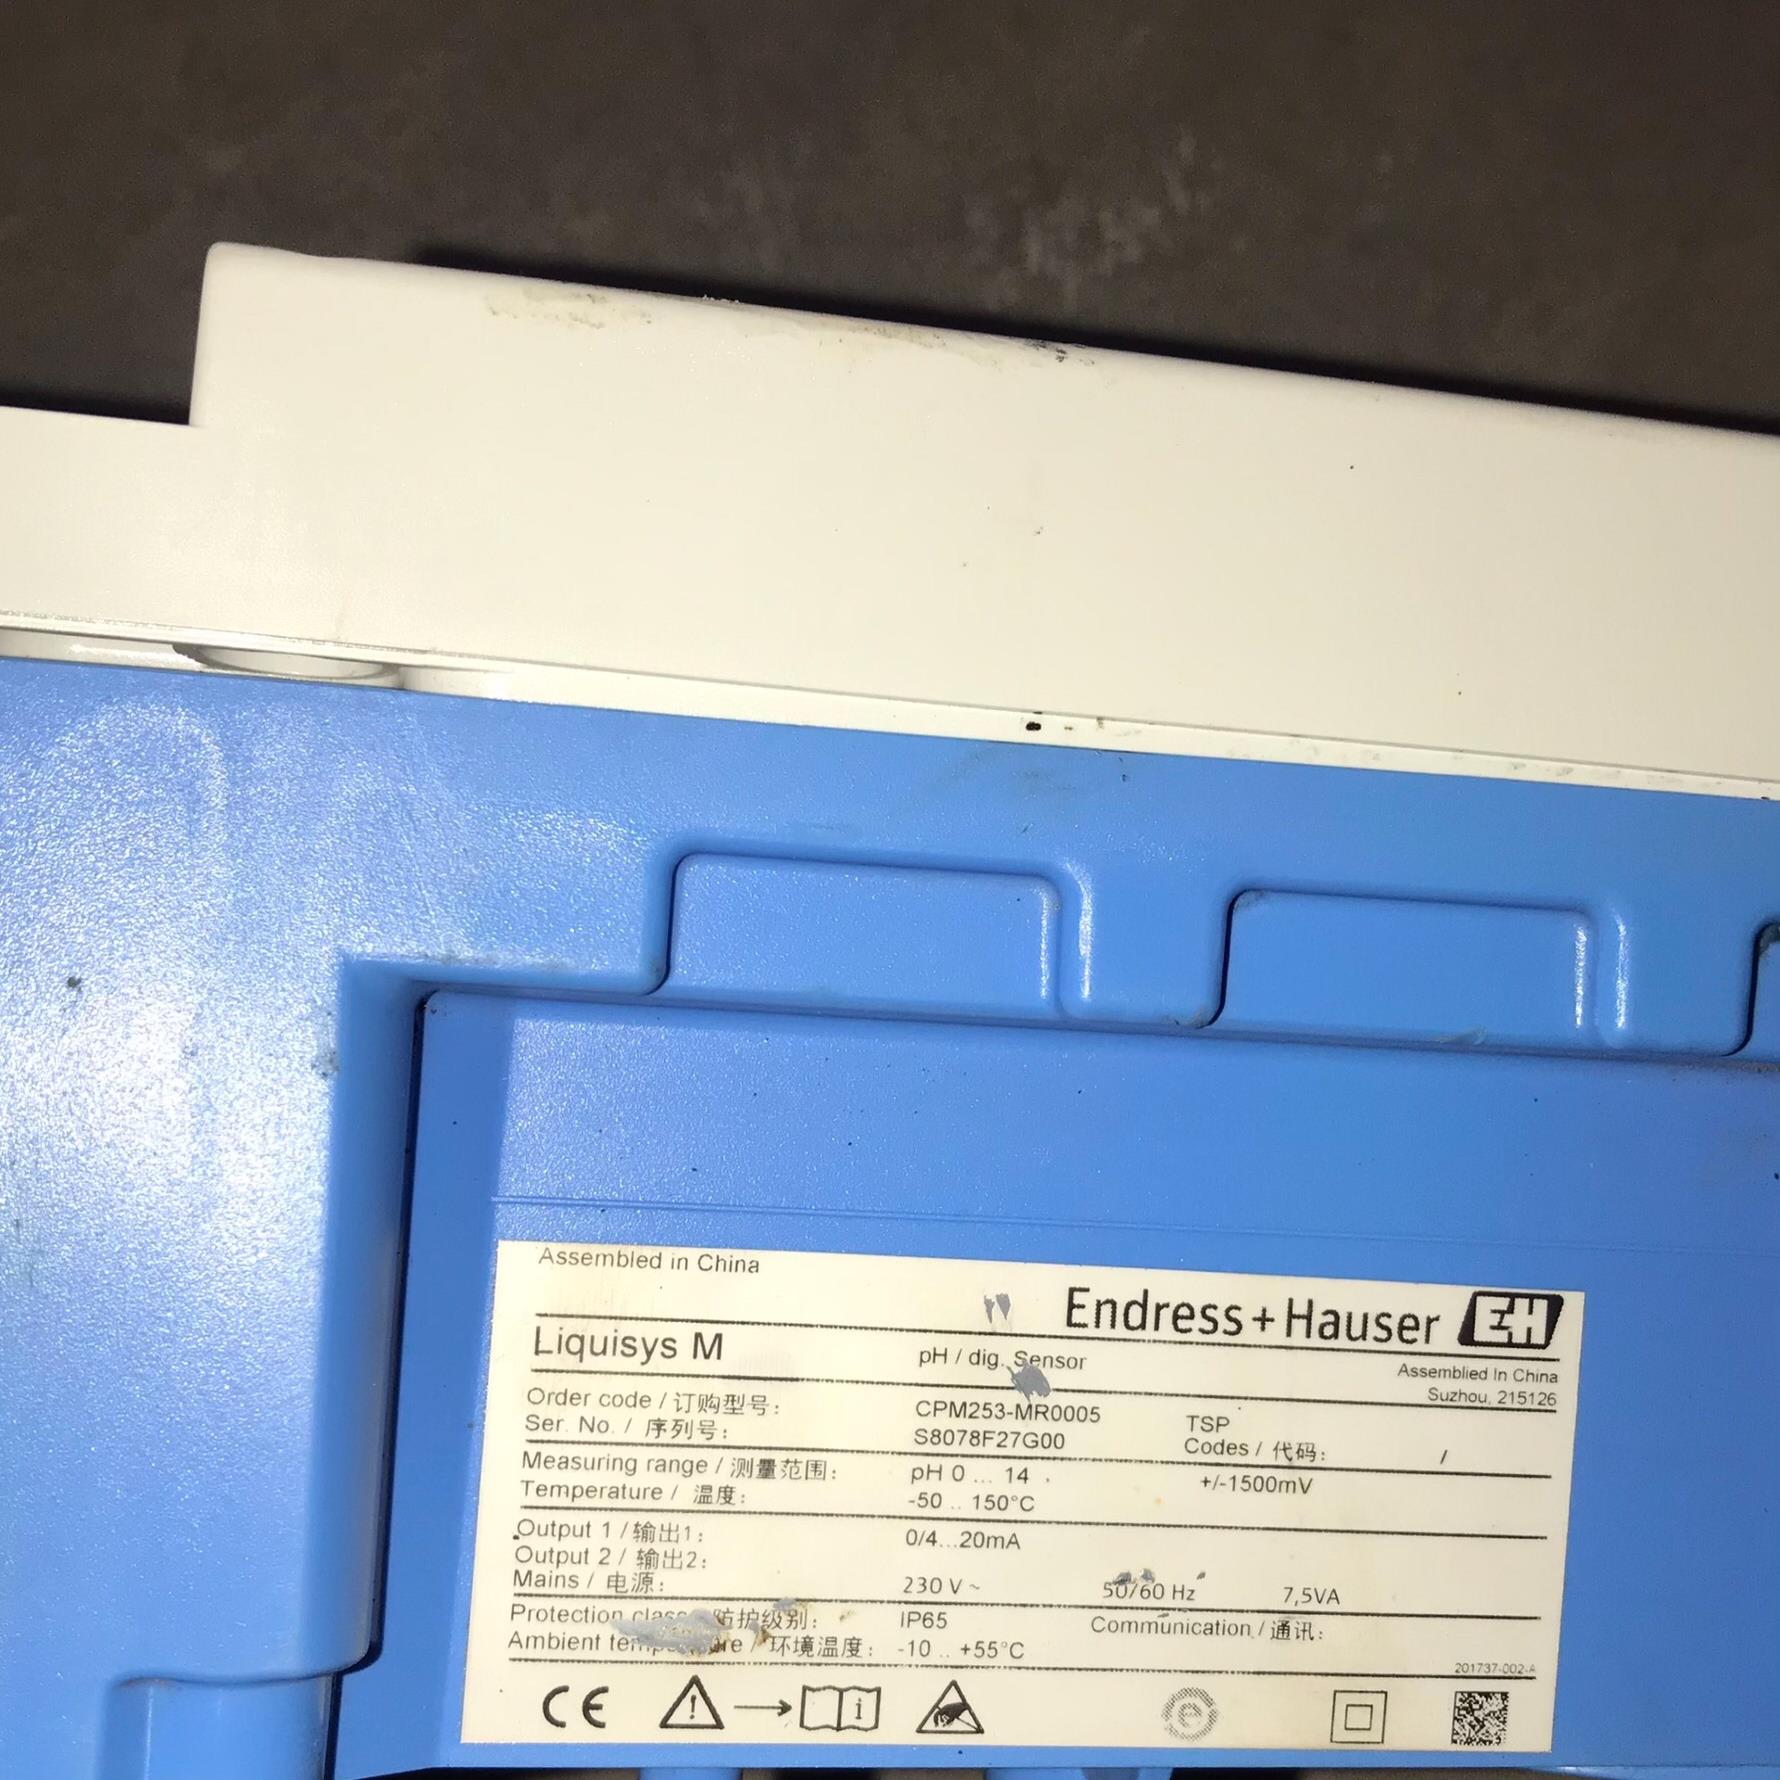 Assembled in China
Endress+Hauser EH
Liquisys M pH / dig. Sensor
Assemblied In China
Suzhou, 215126
Order code / 订购型号: CPM253-MR0005 TSP
Ser. No. / 序列号: S8078F27G00 Codes / 代码: /
Measuring range / 测量范围: pH 0 ... 14 +/-1500mV
Temperature / 温度: -50 .. 150°C
Output 1 / 输出1: 0/4...20mA
Output 2 / 输出2:
Mains / 电源: 230 V ~ 50/60 Hz 7,5VA
Protection class 防护级别: IP65 Communication / 通讯:
Ambient temperature / 环境温度: -10 .. +55°C
201737-002-A
CE i e